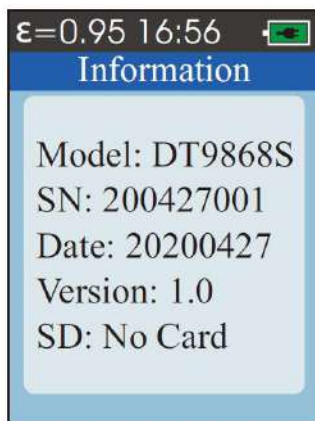 ε=0.95 16:56
Information
Model: DT9868S
SN: 200427001
Date: 20200427
Version: 1.0
SD: No Card